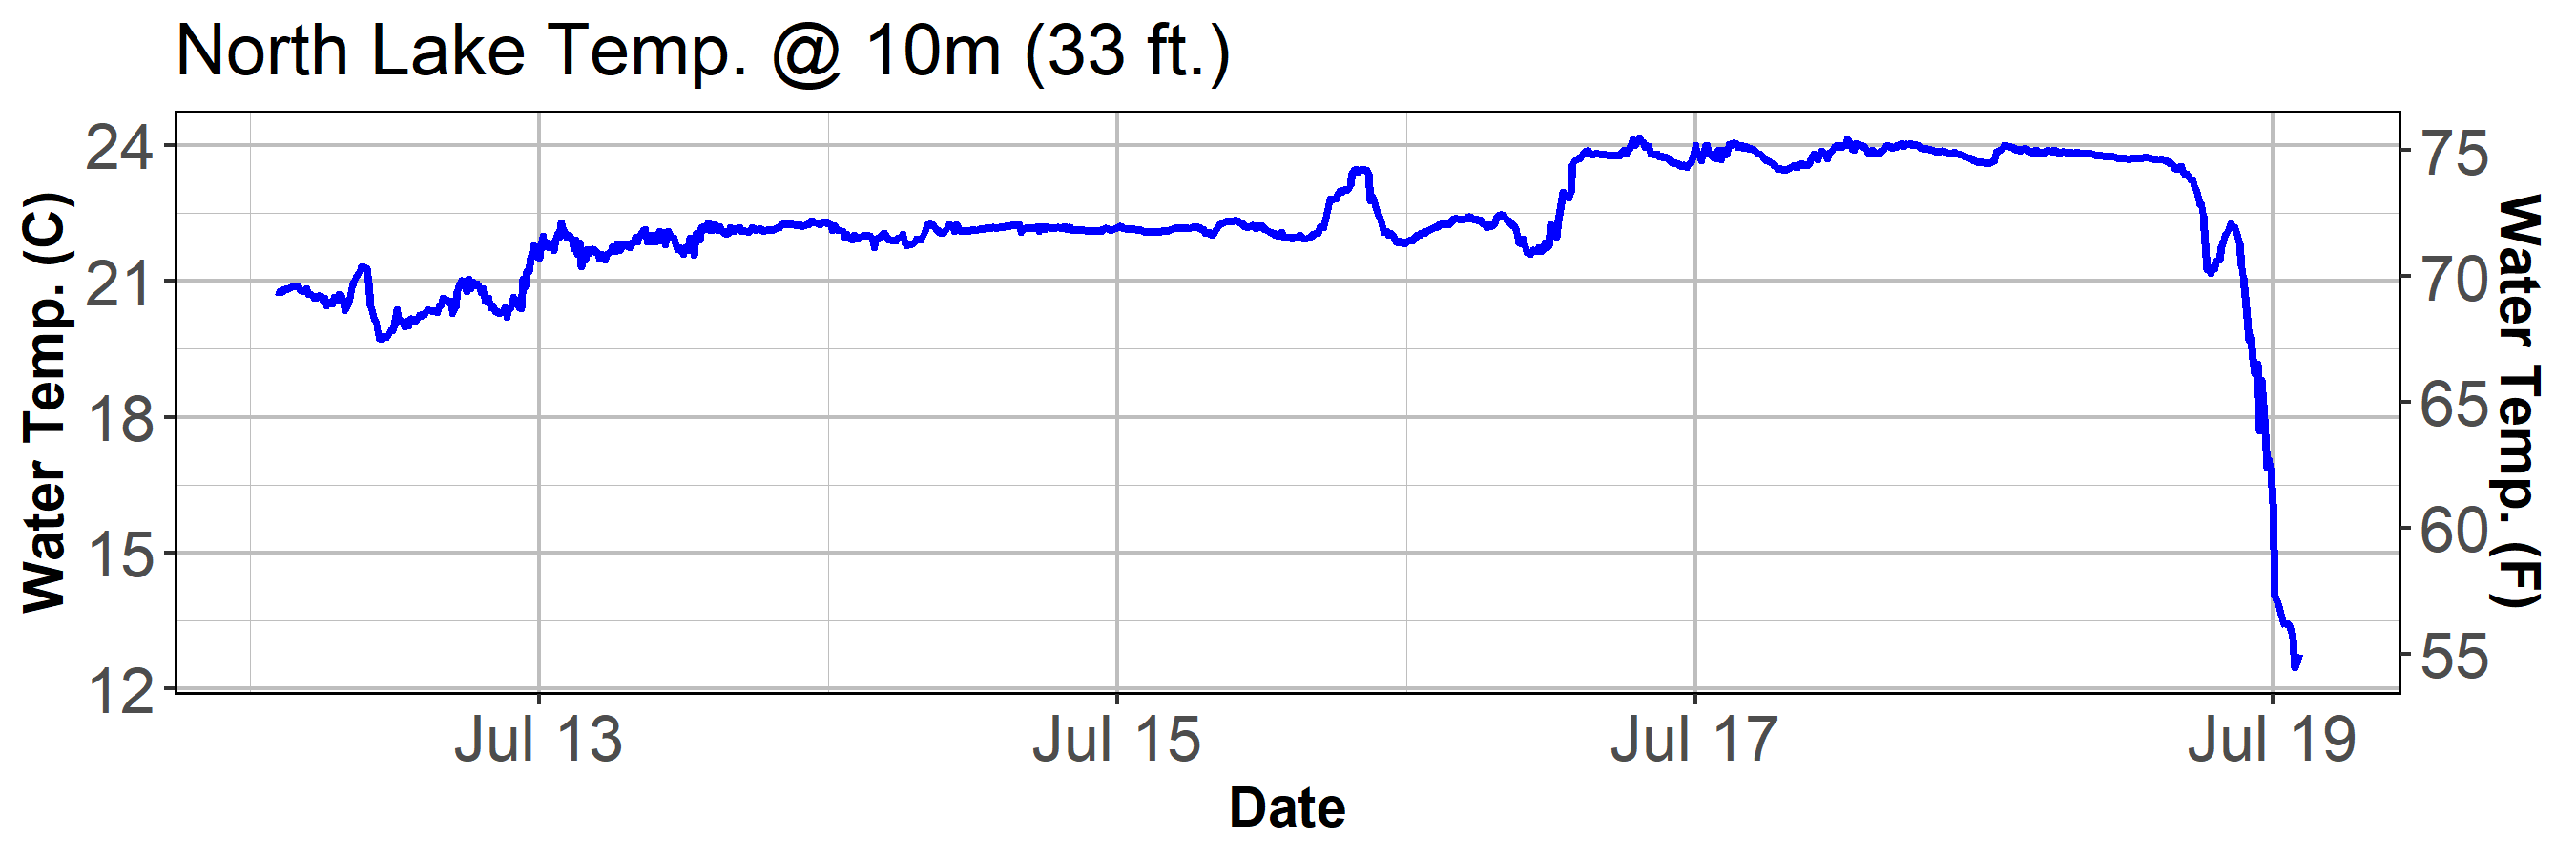 North Lake Temp. @ 10m (33 ft.)
Water Temp. (C)
24
21
18
15
12
75
70
65
60
55
Water Temp. (F)
Jul 13 Jul 15 Jul 17 Jul 19
Date